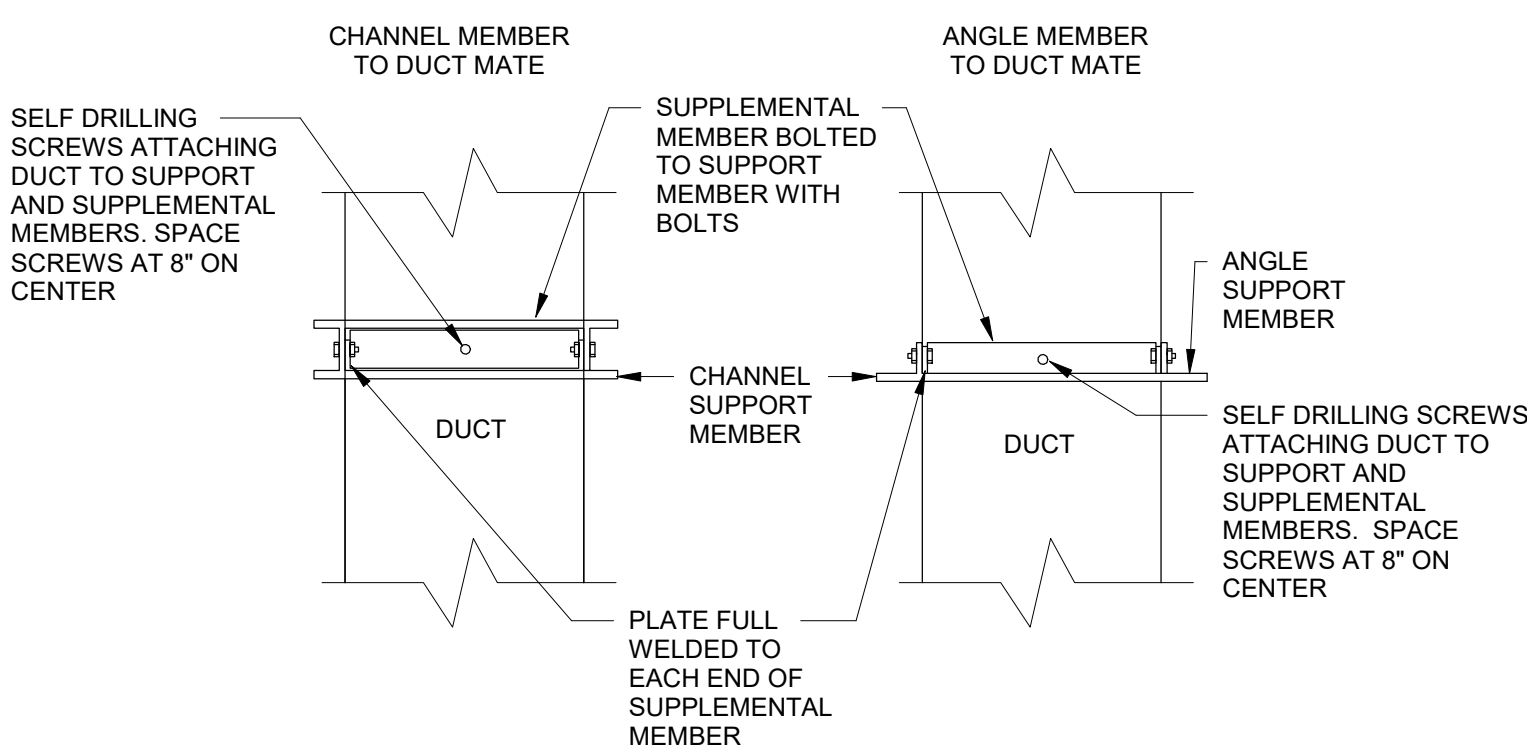 CHANNEL MEMBER
TO DUCT MATE
ANGLE MEMBER
TO DUCT MATE
SELF DRILLING
SCREWS ATTACHING
DUCT TO SUPPORT
AND SUPPLEMENTAL
MEMBERS. SPACE
SCREWS AT 8" ON
CENTER
SUPPLEMENTAL
MEMBER BOLTED
TO SUPPORT
MEMBER WITH
BOLTS
ANGLE
SUPPORT
MEMBER
CHANNEL
SUPPORT
MEMBER
DUCT
DUCT
SELF DRILLING SCREWS
ATTACHING DUCT TO
SUPPORT AND
SUPPLEMENTAL
MEMBERS.  SPACE
SCREWS AT 8" ON
CENTER
PLATE FULL
WELDED TO
EACH END OF
SUPPLEMENTAL
MEMBER